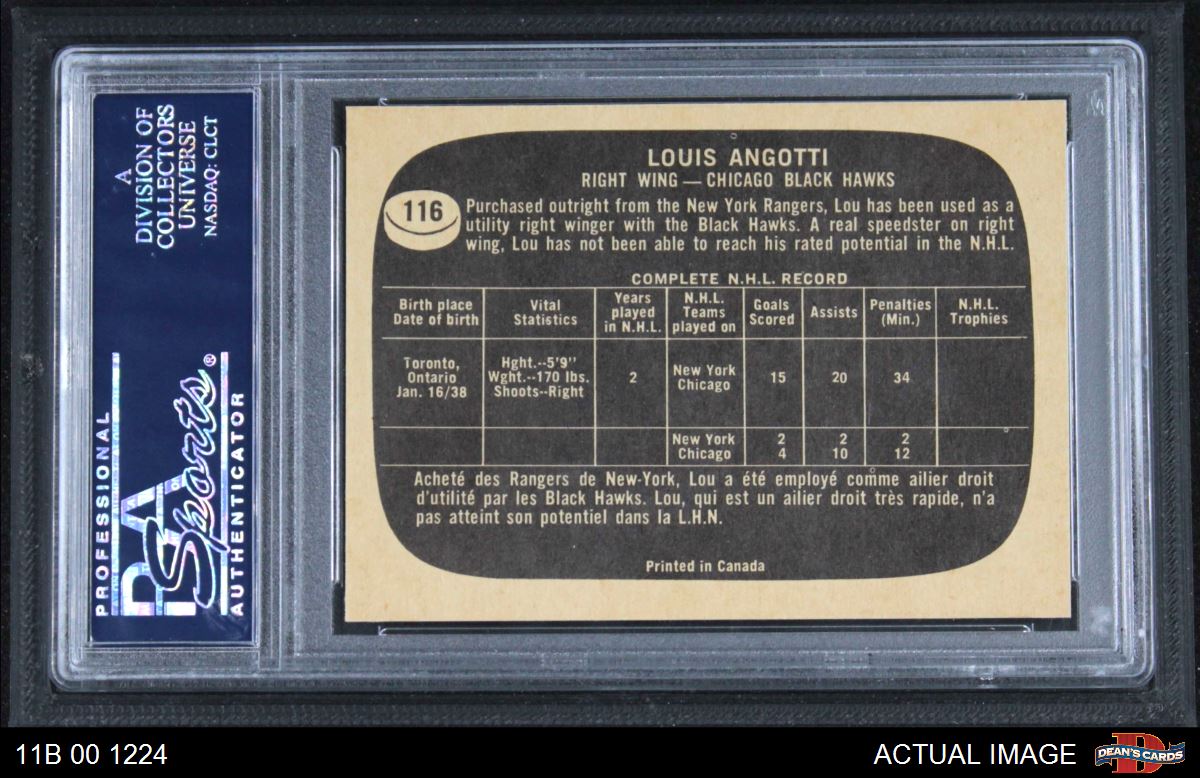 A
DIVISION OF
COLLECTORS
UNIVERSE
NASDAQ: CLCT
PROFESSIONAL
PSA
Sports®
AUTHENTICATOR
LOUIS ANGOTTI
RIGHT WING — CHICAGO BLACK HAWKS
116
Purchased outright from the New York Rangers, Lou has been used as a
utility right winger with the Black Hawks. A real speedster on right
wing, Lou has not been able to reach his rated potential in the N.H.L.
COMPLETE N.H.L. RECORD
Birth place
Date of birth
Vital
Statistics
Years
played
in N.H.L.
N.H.L.
Teams
played on
Goals
Scored
Assists
Penalties
(Min.)
N.H.L.
Trophies
Toronto,
Ontario
Jan. 16/38
Hght.--5'9"
Wght.--170 lbs.
Shoots--Right
2
New York
Chicago
15
20
34
New York 2 2 2
Chicago 4 10 12
Acheté des Rangers de New-York, Lou a été employé comme ailier droit
d'utilité par les Black Hawks. Lou, qui est un ailier droit très rapide, n'a
pas atteint son potentiel dans la L.H.N.
Printed in Canada
11B 00 1224
ACTUAL IMAGE
DEAN'S CARDS